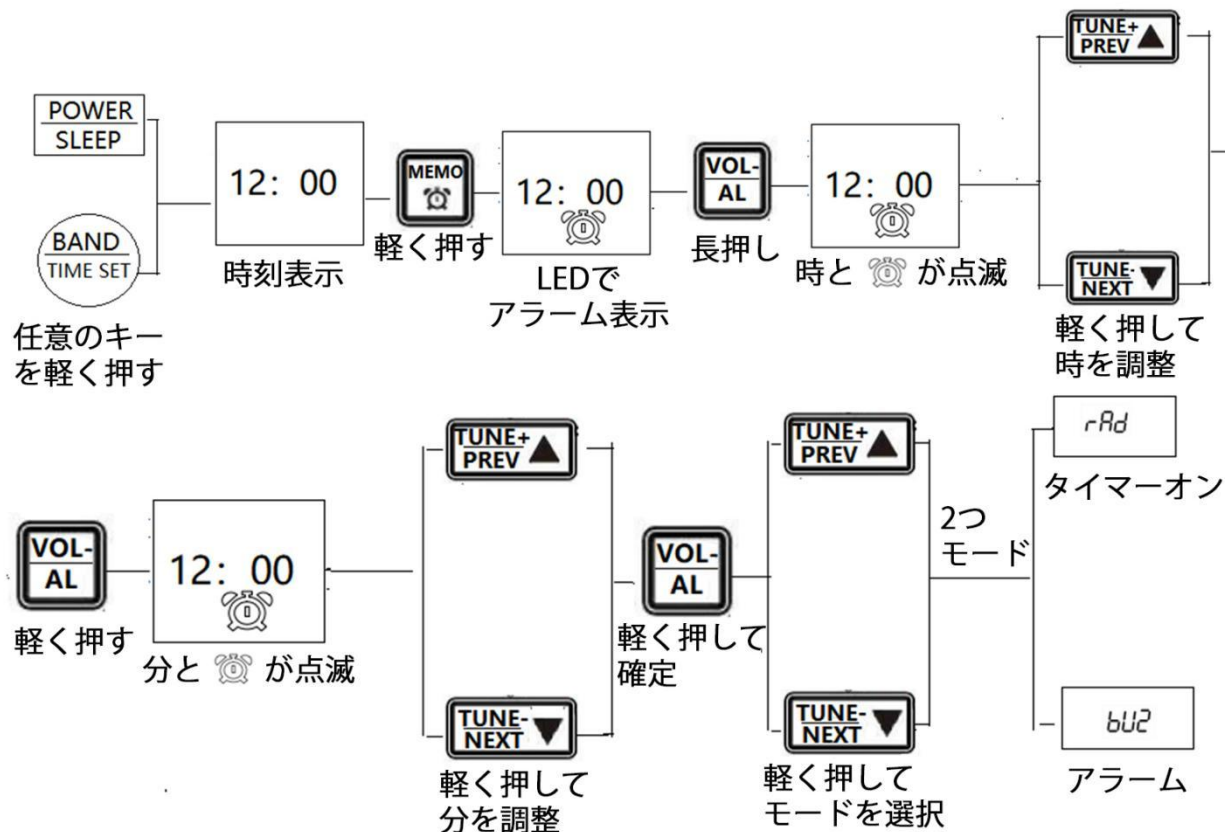 POWER
SLEEP
BAND
TIME SET
任意のキー
を軽く押す
12: 00
時刻表示
MEMO
軽く押す
12: 00
LEDで
アラーム表示
VOL-
AL
長押し
12: 00
時と が点滅
TUNE+
PREV
TUNE-
NEXT
軽く押して
時を調整
VOL-
AL
軽く押す
12: 00
分と が点滅
TUNE+
PREV
TUNE-
NEXT
軽く押して
分を調整
VOL-
AL
軽く押して
確定
TUNE+
PREV
TUNE-
NEXT
軽く押して
モードを選択
2つ
モード
rAd
タイマーオン
bU2
アラーム